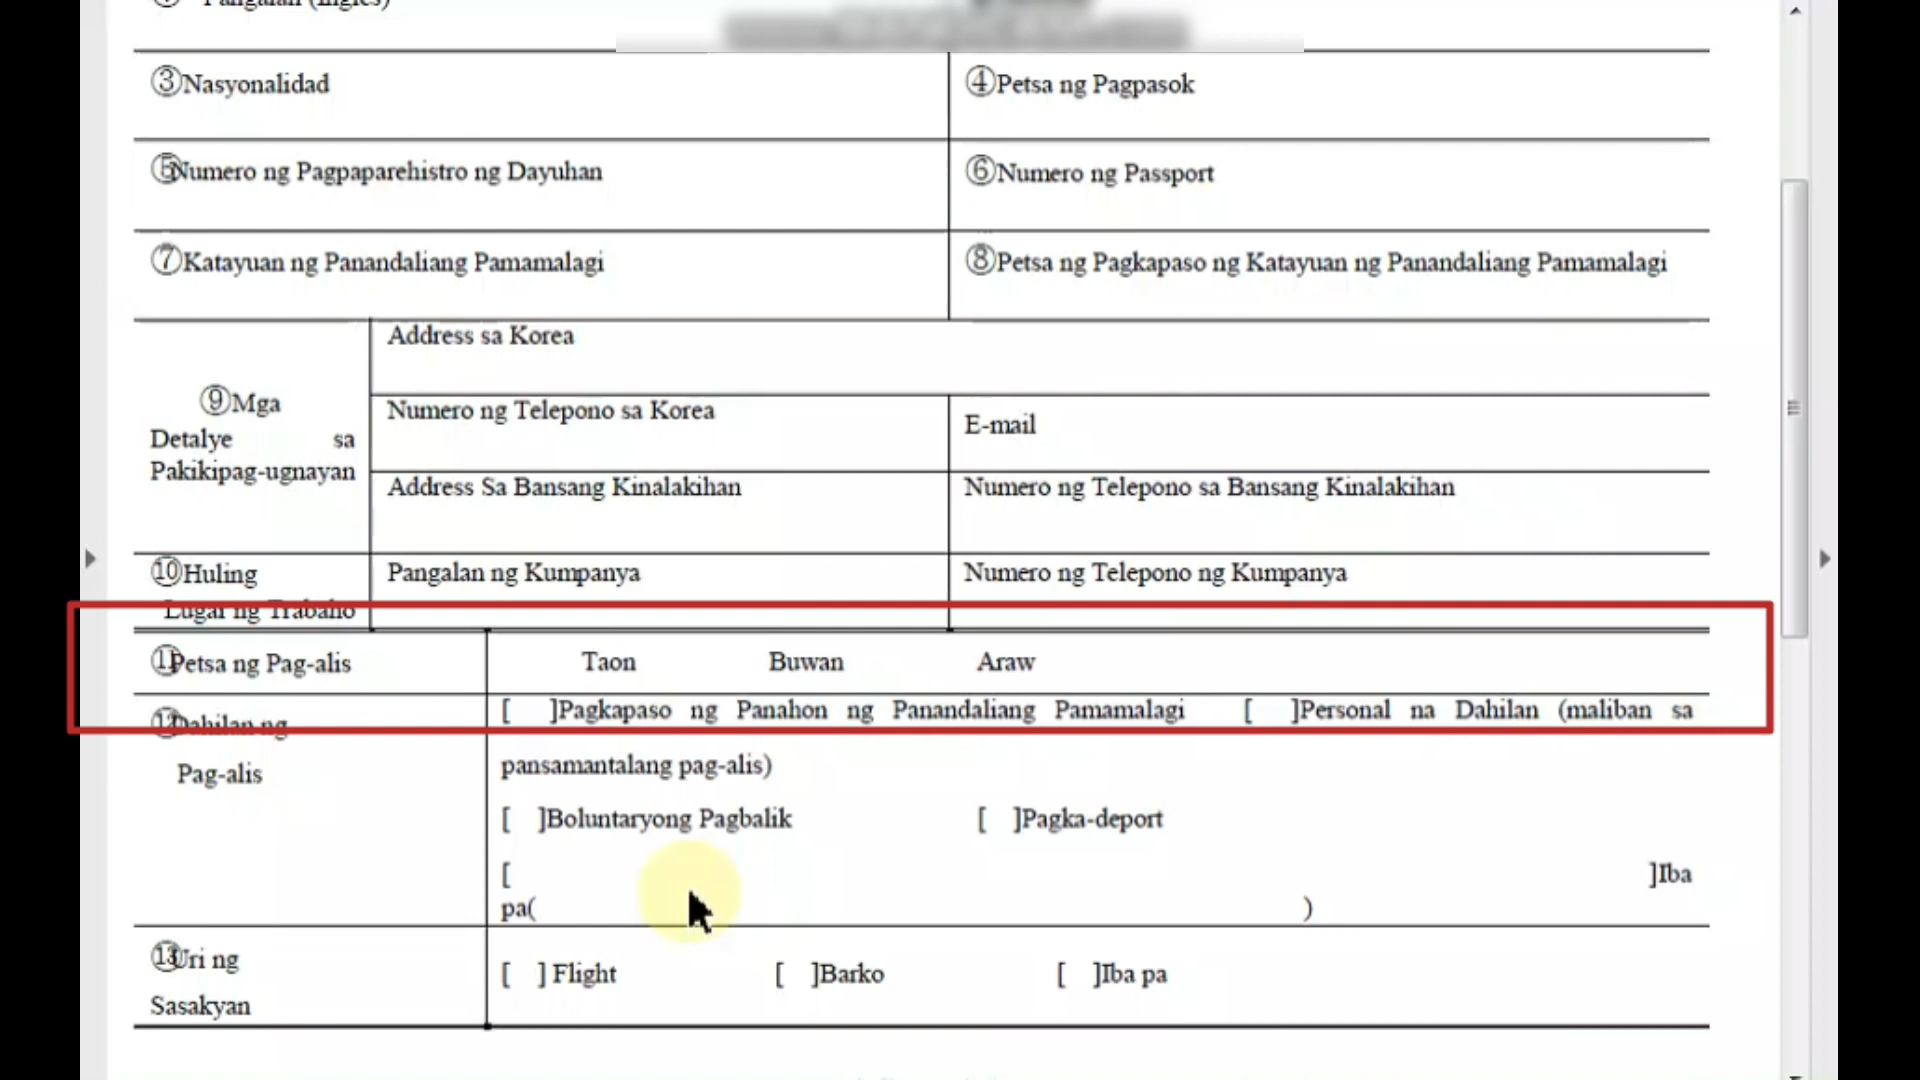 Pangalan (Ingles)
③Nasyonalidad
④Petsa ng Pagpasok
⑤Numero ng Pagpaparehistro ng Dayuhan
⑥Numero ng Passport
⑦Katayuan ng Panandaliang Pamamalagi
⑧Petsa ng Pagkapaso ng Katayuan ng Panandaliang Pamamalagi
⑨Mga
Detalye sa
Pakikipag-ugnayan
Address sa Korea
Numero ng Telepono sa Korea
E-mail
Address Sa Bansang Kinalakihan
Numero ng Telepono sa Bansang Kinalakihan
⑩Huling
Lugar ng Trabaho
Pangalan ng Kumpanya
Numero ng Telepono ng Kumpanya
⑪Petsa ng Pag-alis
Taon Buwan Araw
⑫Dahilan ng
Pag-alis
[ ]Pagkapaso ng Panahon ng Panandaliang Pamamalagi [ ]Personal na Dahilan (maliban sa
pansamantalang pag-alis)
[ ]Boluntaryong Pagbalik [ ]Pagka-deport
[ ]Iba
pa( )
⑬Uri ng
Sasakyan
[ ] Flight [ ]Barko [ ]Iba pa